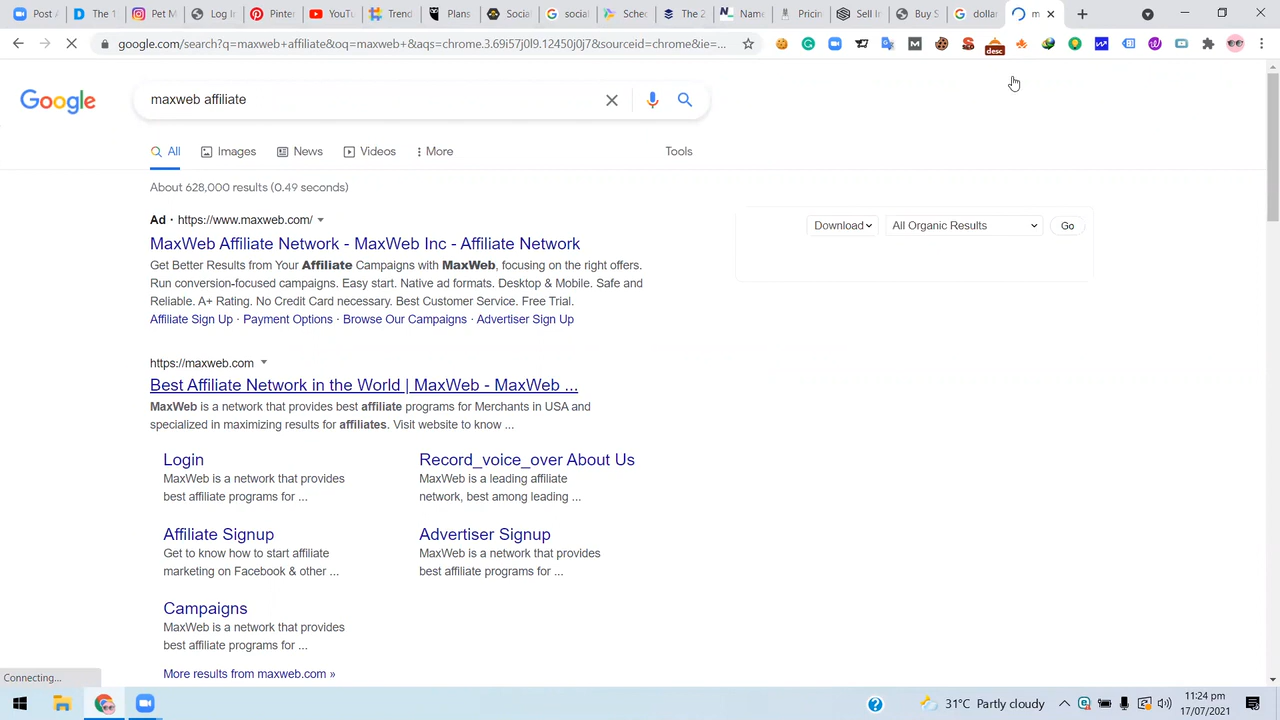 Post A
The 1
Pet M
Log In
Pinter
YouTu
Trend
Plans
Social
social
Sched
The 2
Name
Pricin
Sell In
Buy S
dollar
m
google.com/search?q=maxweb+affiliate&oq=maxweb+&aqs=chrome.3.69i57j0l9.12450j0j7&sourceid=chrome&ie=...
desc
Google
maxweb affiliate
All
Images
News
Videos
More
Tools
About 628,000 results (0.49 seconds)
Ad · https://www.maxweb.com/
Download
All Organic Results
Go
MaxWeb Affiliate Network - MaxWeb Inc - Affiliate Network
Get Better Results from Your Affiliate Campaigns with MaxWeb, focusing on the right offers.
Run conversion-focused campaigns. Easy start. Native ad formats. Desktop & Mobile. Safe and
Reliable. A+ Rating. No Credit Card necessary. Best Customer Service. Free Trial.
Affiliate Sign Up · Payment Options · Browse Our Campaigns · Advertiser Sign Up
https://maxweb.com
Best Affiliate Network in the World | MaxWeb - MaxWeb ...
MaxWeb is a network that provides best affiliate programs for Merchants in USA and
specialized in maximizing results for affiliates. Visit website to know ...
Login
MaxWeb is a network that provides
best affiliate programs for ...
Record_voice_over About Us
MaxWeb is a leading affiliate
network, best among leading ...
Affiliate Signup
Get to know how to start affiliate
marketing on Facebook & other ...
Advertiser Signup
MaxWeb is a network that provides
best affiliate programs for ...
Campaigns
MaxWeb is a network that provides
best affiliate programs for ...
More results from maxweb.com »
Connecting...
31°C Partly cloudy
11:24 pm
17/07/2021